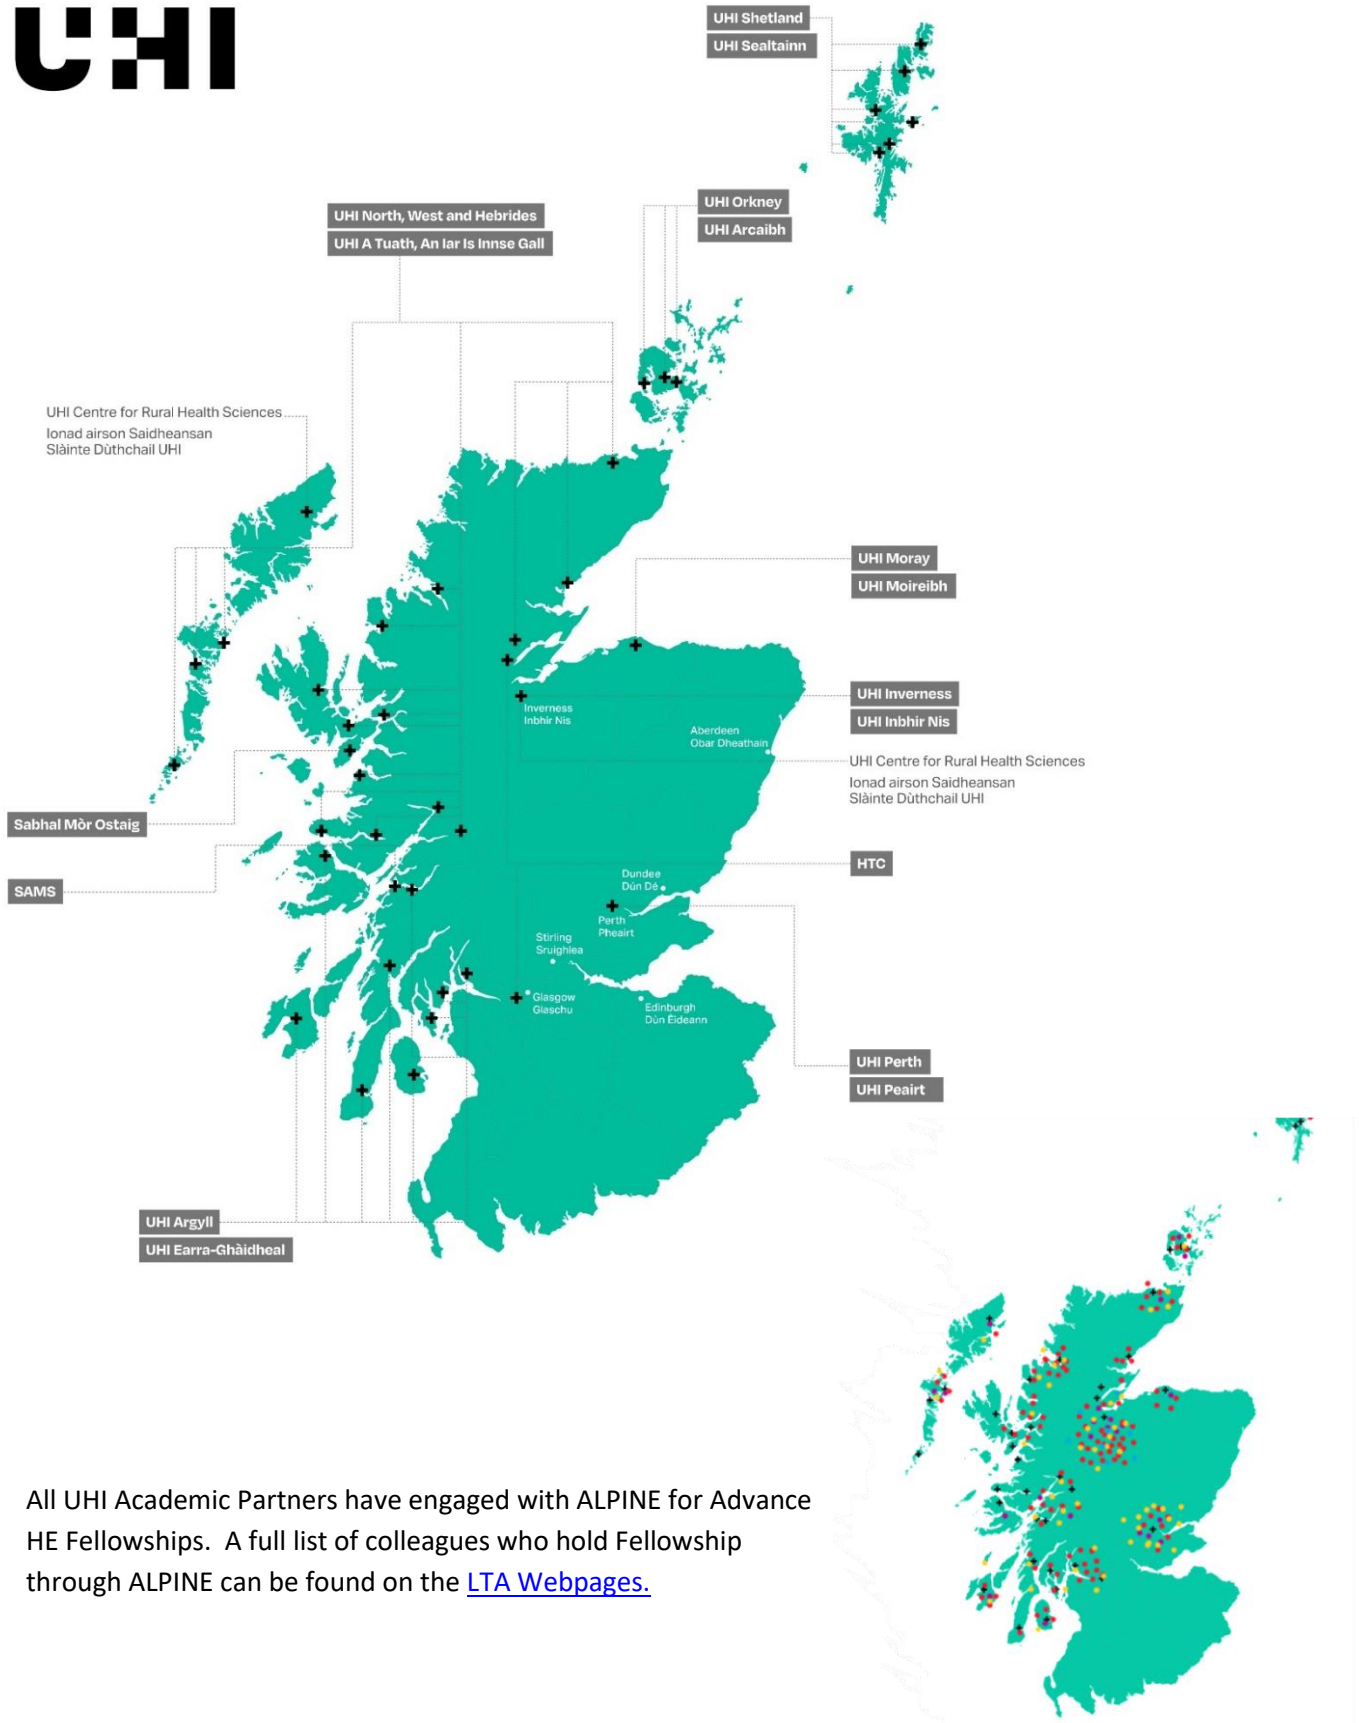 UHI
UHI Shetland
UHI Sealtainn
UHI Orkney
UHI Arcaibh
UHI North, West and Hebrides
UHI A Tuath, An Iar Is Innse Gall
UHI Centre for Rural Health Sciences
Ionad airson Saidheansan
Slàinte Dùthchail UHI
UHI Moray
UHI Moireibh
UHI Inverness
UHI Inbhir Nis
Inverness
Inbhir Nis
Aberdeen
Obar Dheathain
UHI Centre for Rural Health Sciences
Ionad airson Saidheansan
Slàinte Dùthchail UHI
Sabhal Mòr Ostaig
HTC
SAMS
Dundee
Dún Dé
Perth
Pheairt
Stirling
Sruighlea
Glasgow
Glaschu
Edinburgh
Dùn Èideann
UHI Perth
UHI Peairt
UHI Argyll
UHI Earra-Ghàidheal
All UHI Academic Partners have engaged with ALPINE for Advance
HE Fellowships. A full list of colleagues who hold Fellowship
through ALPINE can be found on the LTA Webpages.